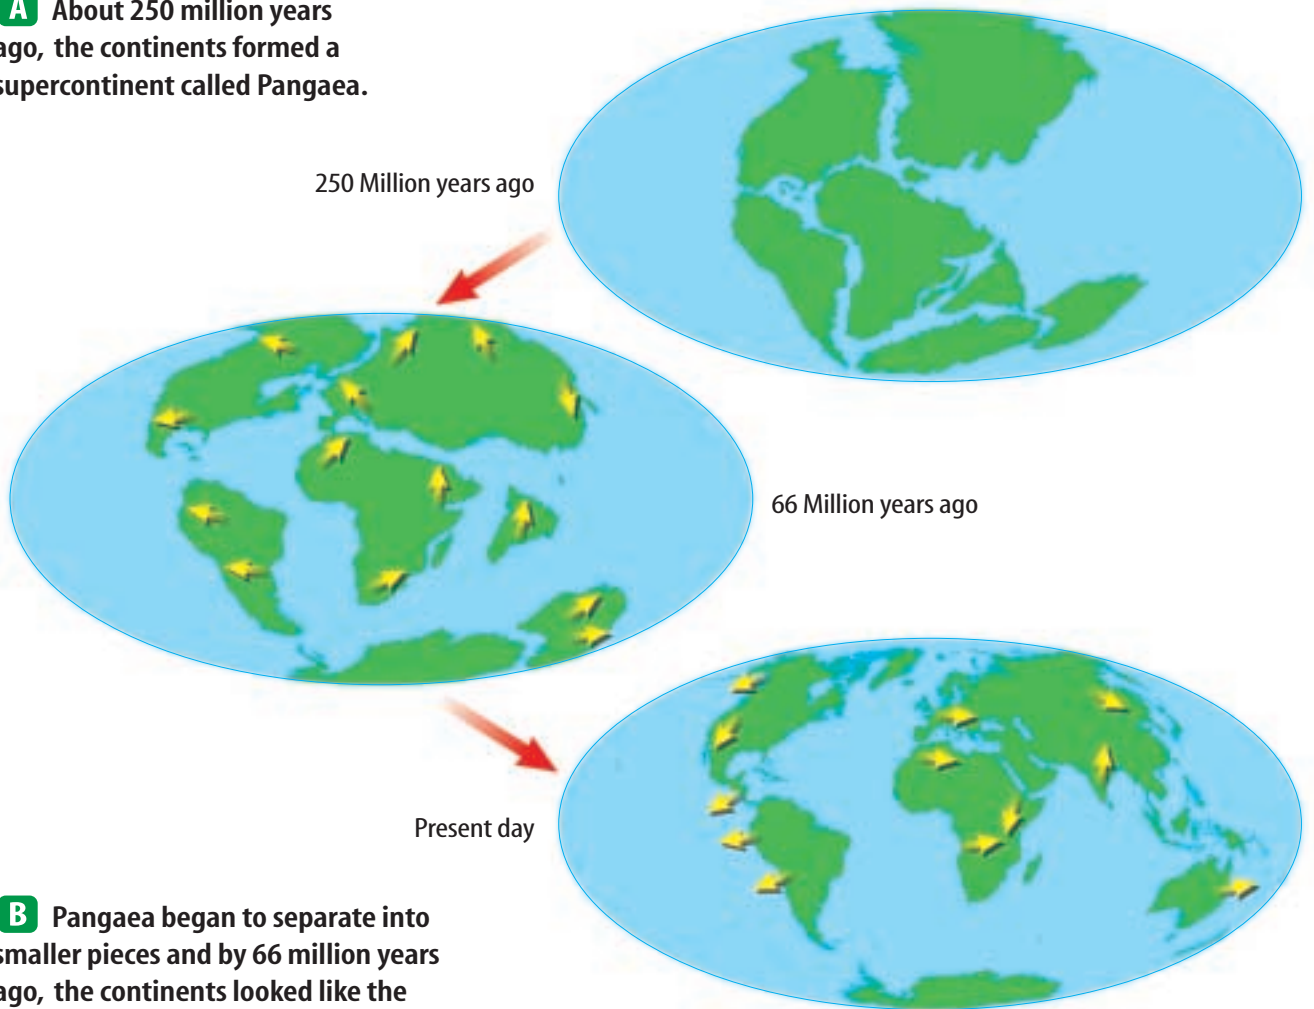 A About 250 million years
ago, the continents formed a
supercontinent called Pangaea.
250 Million years ago
66 Million years ago
Present day
B Pangaea began to separate into
smaller pieces and by 66 million years
ago, the continents looked like the